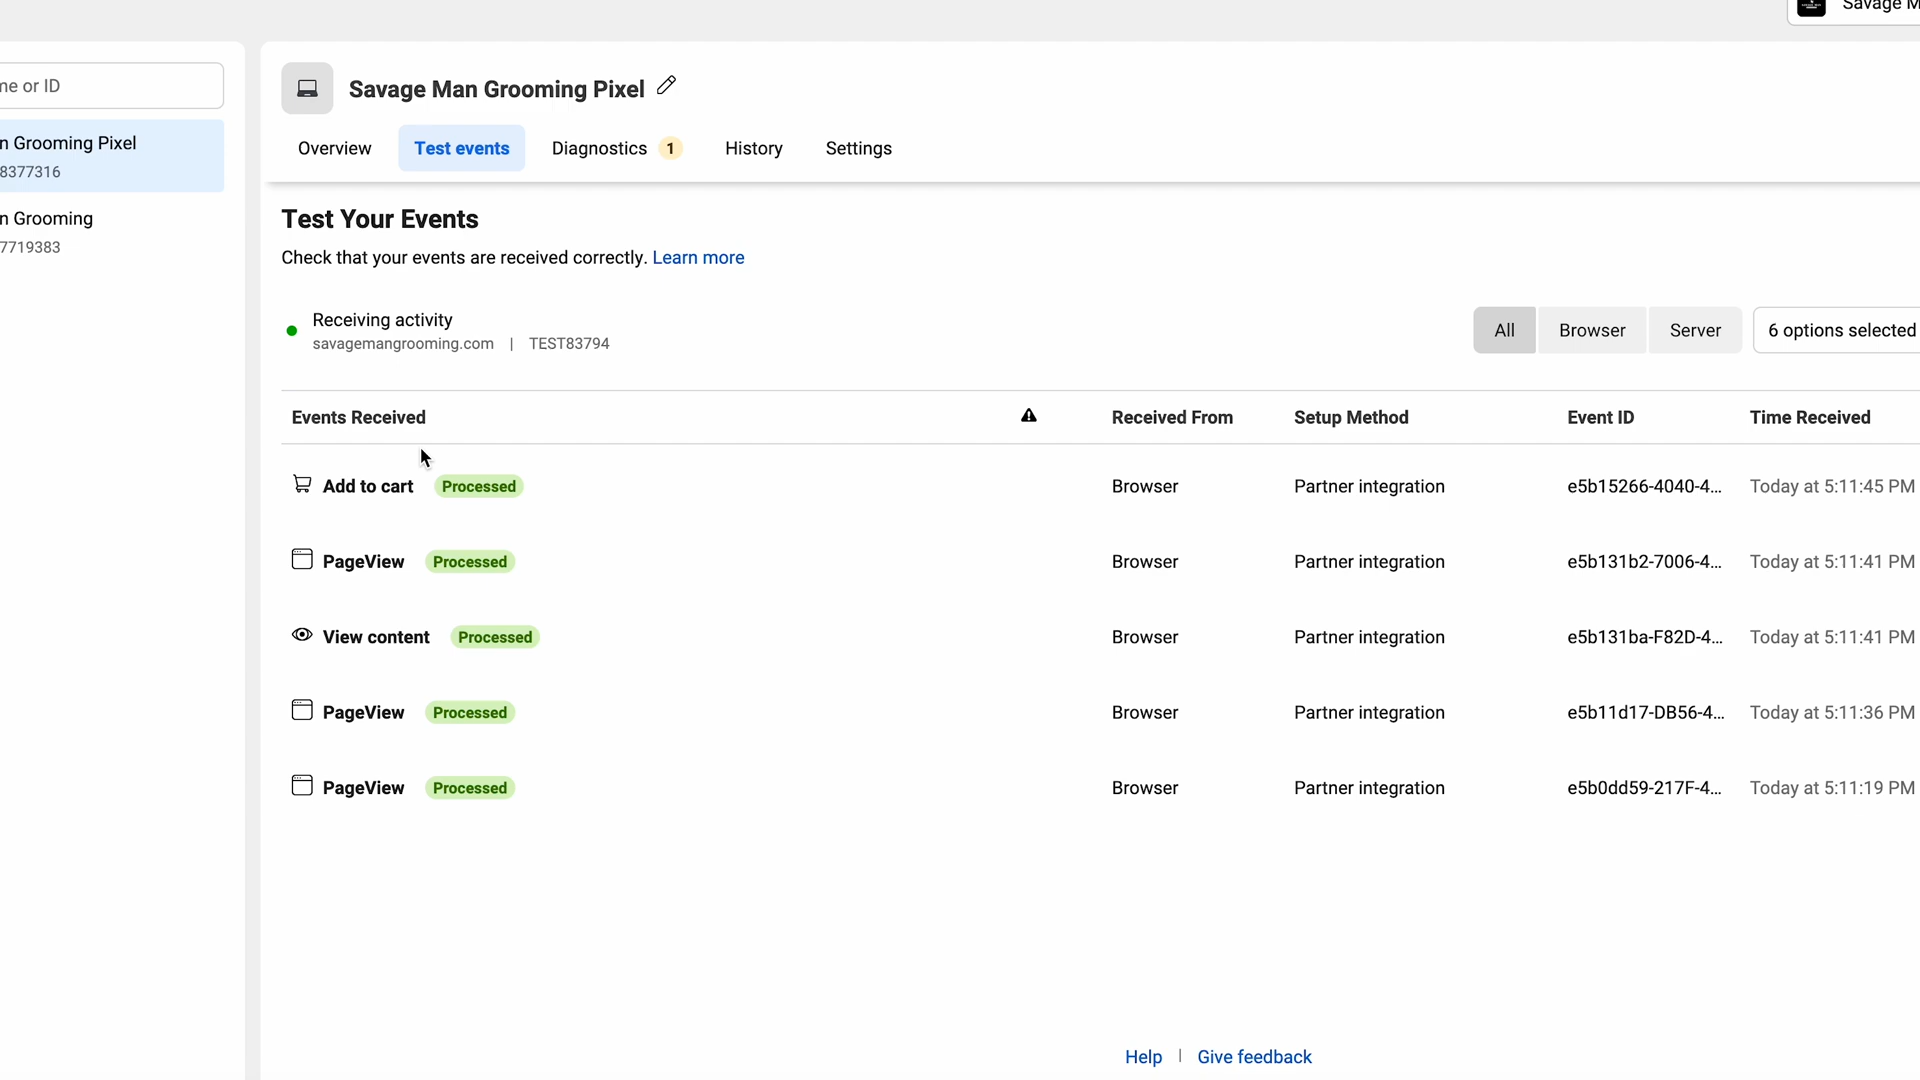 Savage M
me or ID
n Grooming Pixel
8377316
n Grooming
7719383
Savage Man Grooming Pixel
Overview Test events Diagnostics 1 History Settings
Test Your Events
Check that your events are received correctly. Learn more
Receiving activity
savagemangrooming.com | TEST83794
All Browser Server 6 options selected
Events Received Received From Setup Method Event ID Time Received
Add to cart Processed Browser Partner integration e5b15266-4040-4... Today at 5:11:45 PM
PageView Processed Browser Partner integration e5b131b2-7006-4... Today at 5:11:41 PM
View content Processed Browser Partner integration e5b131ba-F82D-4... Today at 5:11:41 PM
PageView Processed Browser Partner integration e5b11d17-DB56-4... Today at 5:11:36 PM
PageView Processed Browser Partner integration e5b0dd59-217F-4... Today at 5:11:19 PM
Help | Give feedback